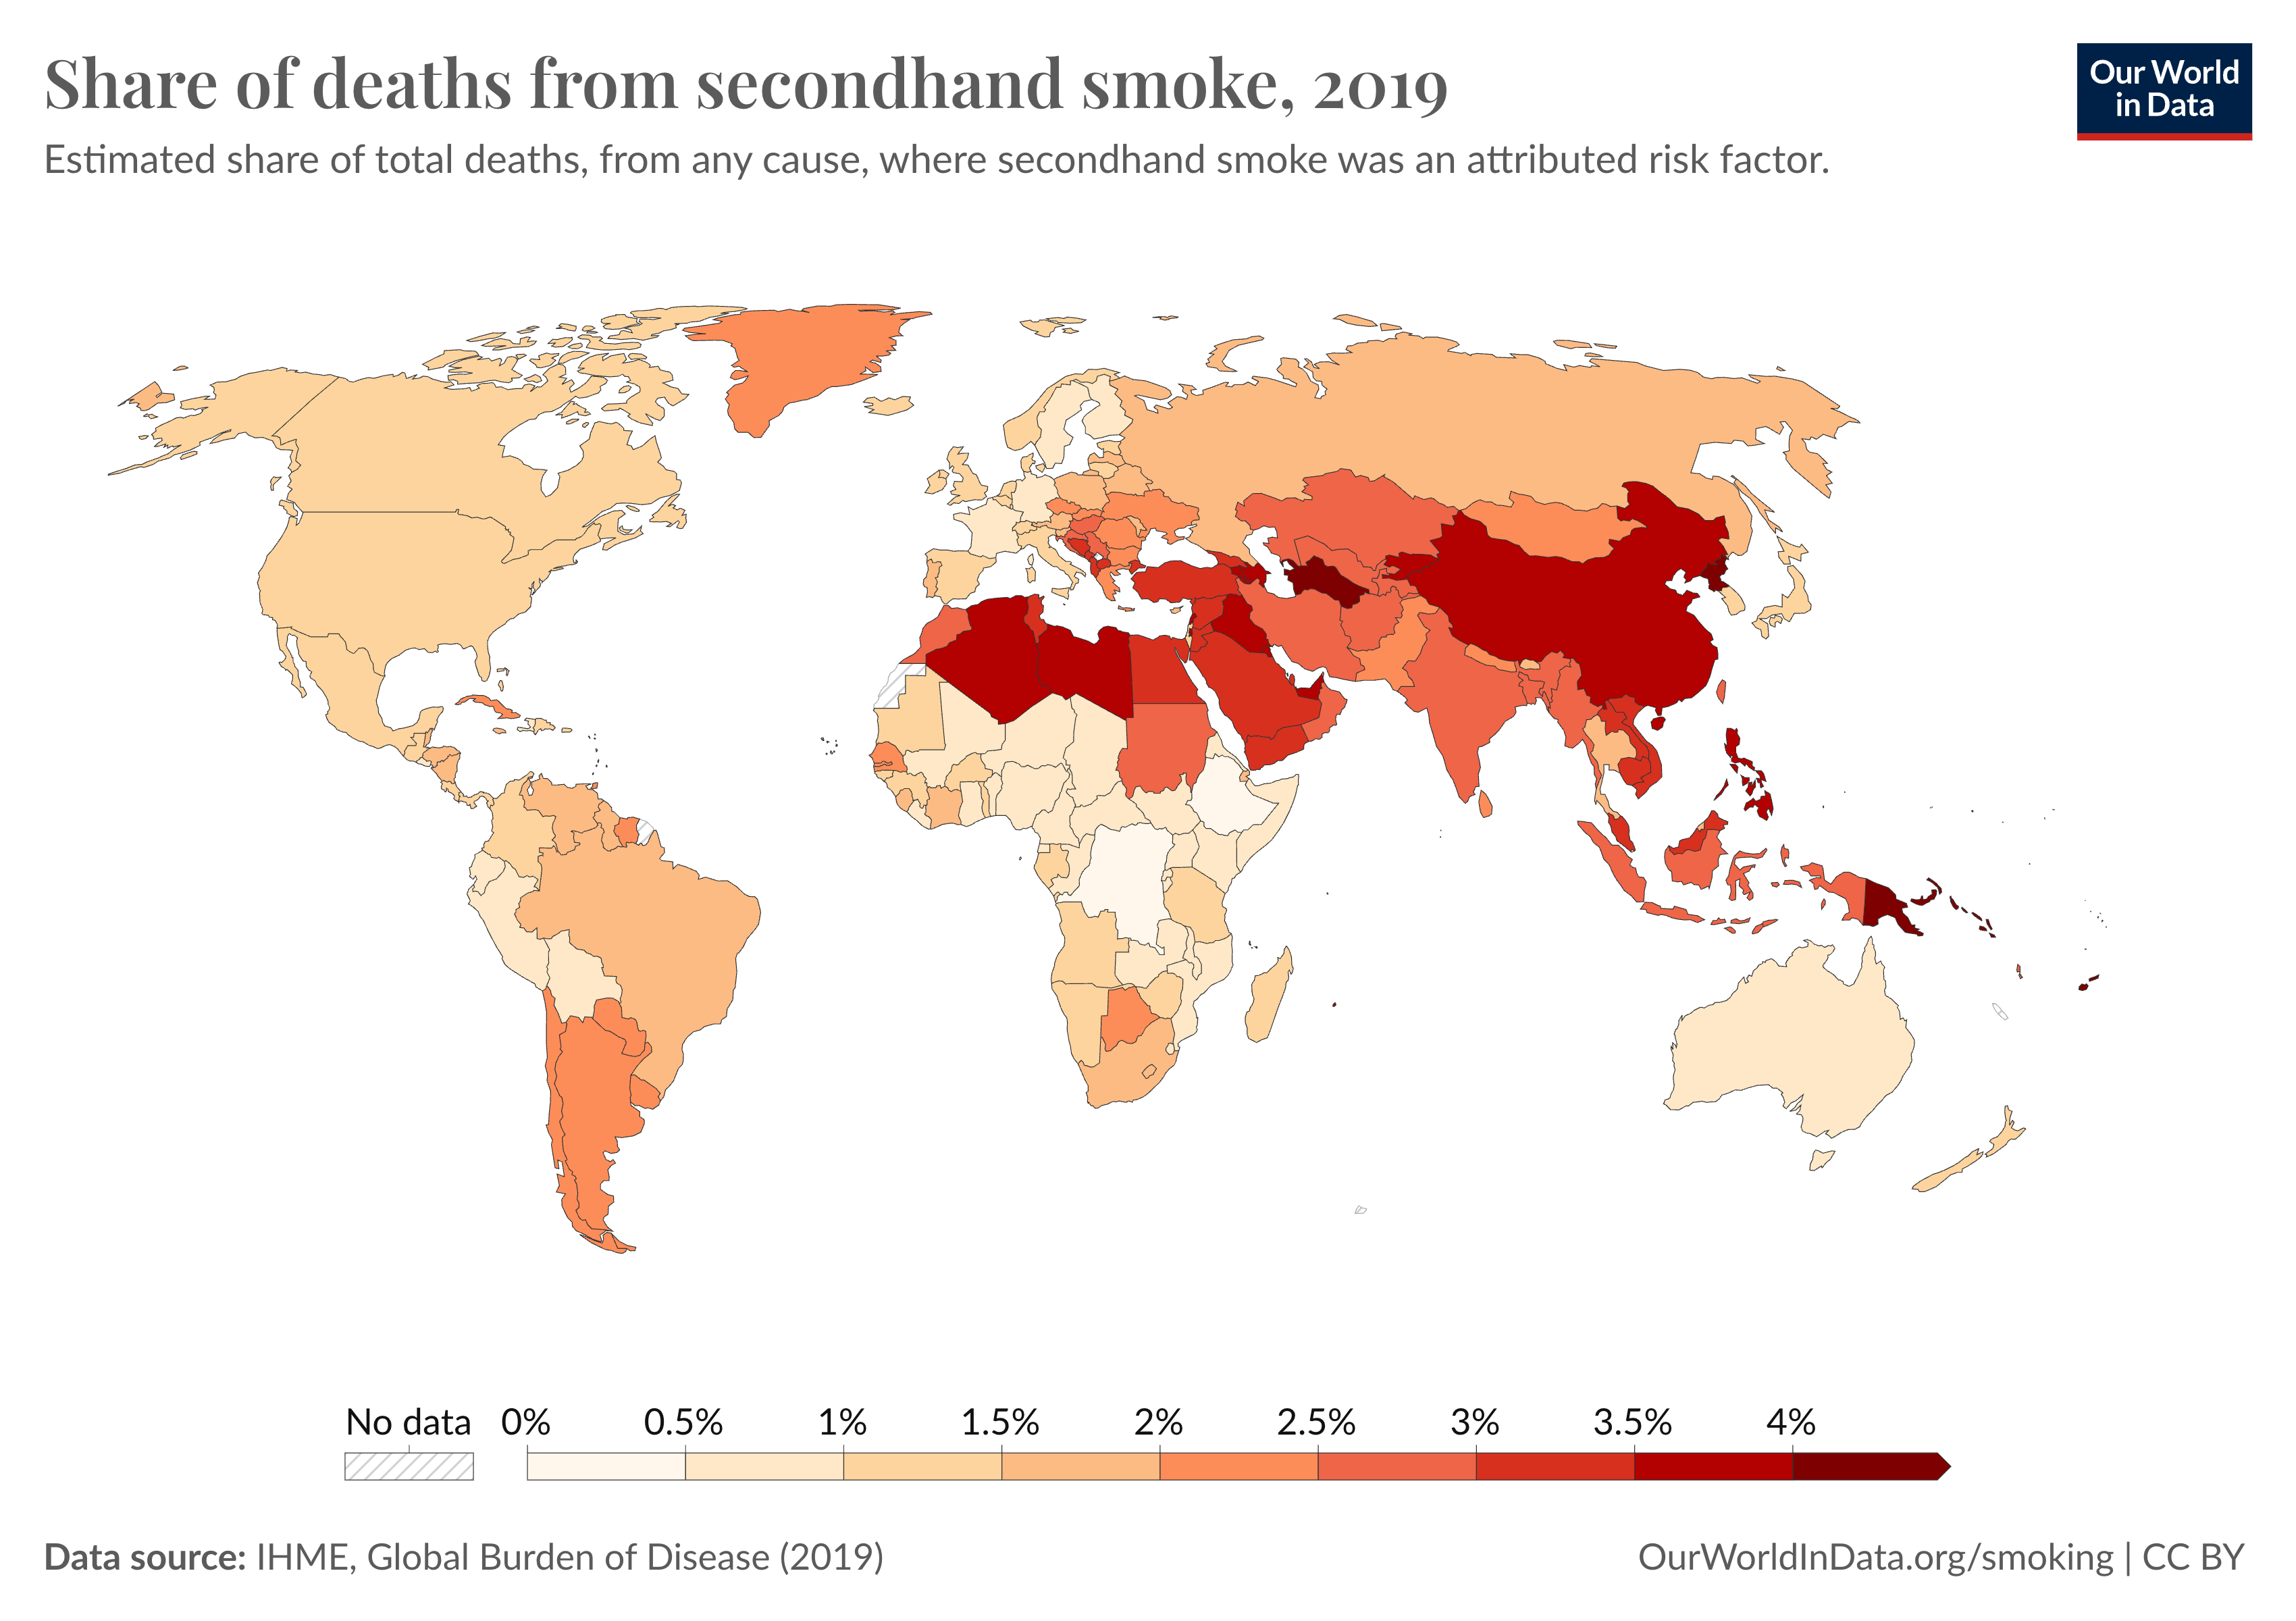 Share of deaths from secondhand smoke, 2019
Our World
in Data
Estimated share of total deaths, from any cause, where secondhand smoke was an attributed risk factor.
No data 0% 0.5% 1% 1.5% 2% 2.5% 3% 3.5% 4%
Data source: IHME, Global Burden of Disease (2019)
OurWorldInData.org/smoking | CC BY